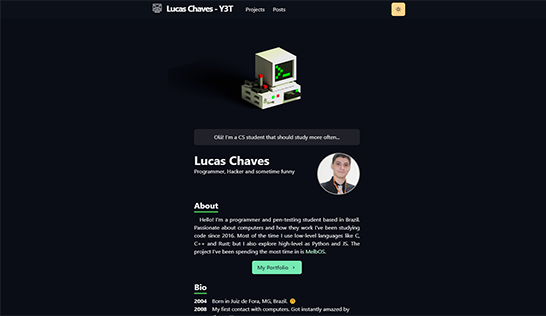 Lucas Chaves - Y3T
Projects
Posts
Olá! I'm a CS student that should study more often...
Lucas Chaves
Programmer, Hacker and sometime funny
About
Hello! I'm a programmer and pen-testing student based in Brazil.
Passionate about computers and how they work I've been studying
code since 2016. Most of the time I use low-level languages like C,
C++ and Rust; but I also explore high-level as Python and JS. The
project I've been spending the most time in is MelbOS.
My Portfolio
Bio
2004 Born in Juiz de Fora, MG, Brazil.
2008 My first contact with computers. Got instantly amazed by